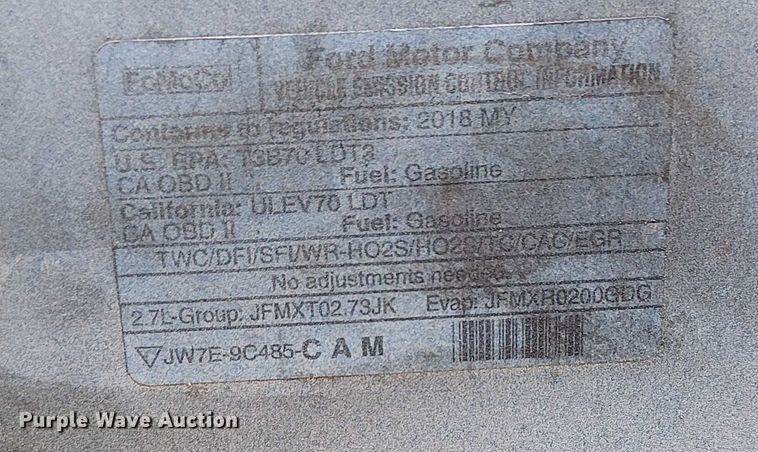 FoMoCo
Ford Motor Company
VEHICLE EMISSION CONTROL INFORMATION
Conforms to regulations: 2018 MY
U.S. EPA: T3B70 LDT3
CA OBD II Fuel: Gasoline
California: ULEV70 LDT
CA OBD II Fuel: Gasoline
TWC/DFI/SFI/WR-HO2S/HO2S/TC/CAC/EGR
No adjustments needed.
2.7L-Group: JFMXT02.73JK Evap: JFMXR0200GDG
JW7E-9C485-C A M
Purple Wave Auction